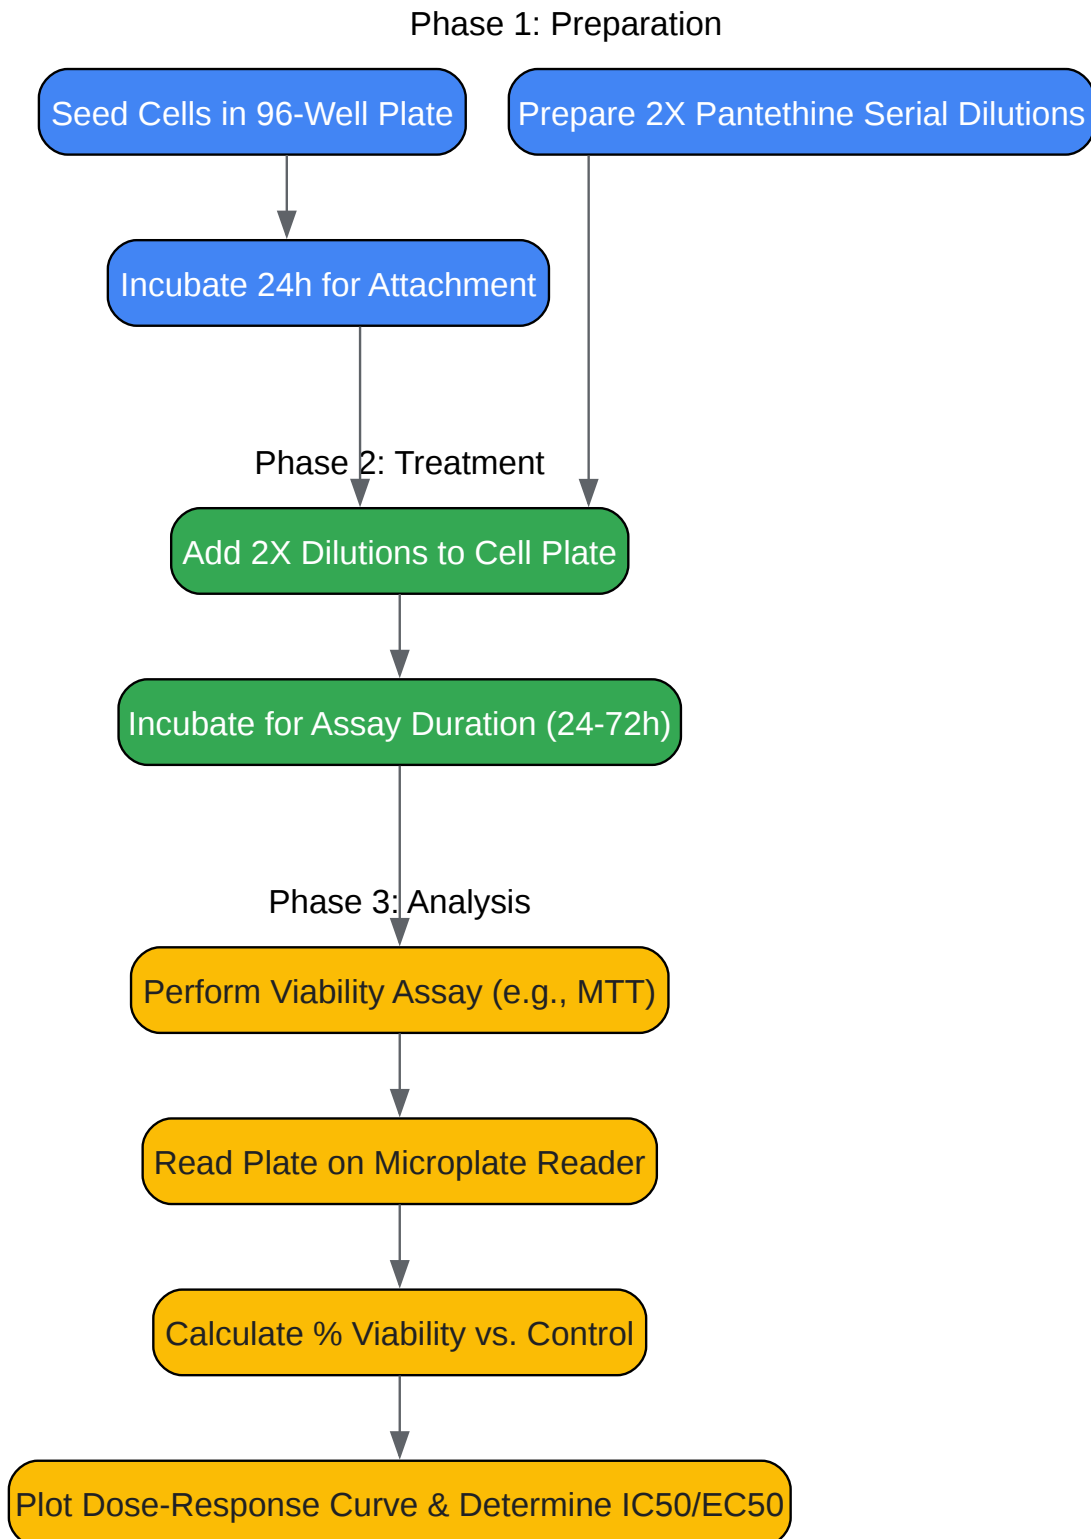 Phase 1: Preparation
Seed Cells in 96-Well Plate
Prepare 2X Pantethine Serial Dilutions
Incubate 24h for Attachment
Phase 2: Treatment
Add 2X Dilutions to Cell Plate
Incubate for Assay Duration (24-72h)
Phase 3: Analysis
Perform Viability Assay (e.g., MTT)
Read Plate on Microplate Reader
Calculate % Viability vs. Control
Plot Dose-Response Curve & Determine IC50/EC50